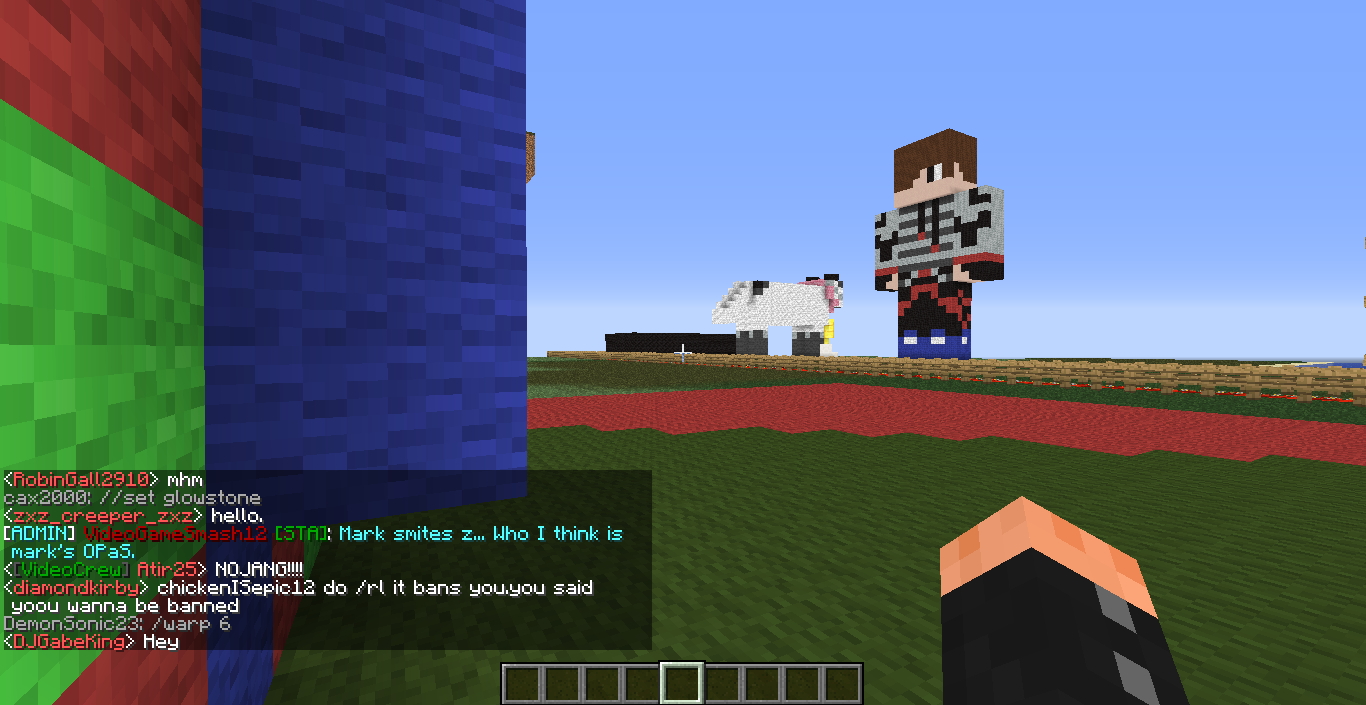 <RobinGall2910> mhm
cax2000: //set glowstone
<zxz_creeper_zxz> hello.
[ADMIN] VideoGameSmash12 [STA]: Mark smites z... Who I think is
mark's OPaS.
<[VideoCrew] Atir25> NOJANG!!!!
<diamondkirby> chickenISepic12 do /rl it bans you.you said
yoou wanna be banned
DemonSonic23: /warp 6
<DJGabeKing> Hey